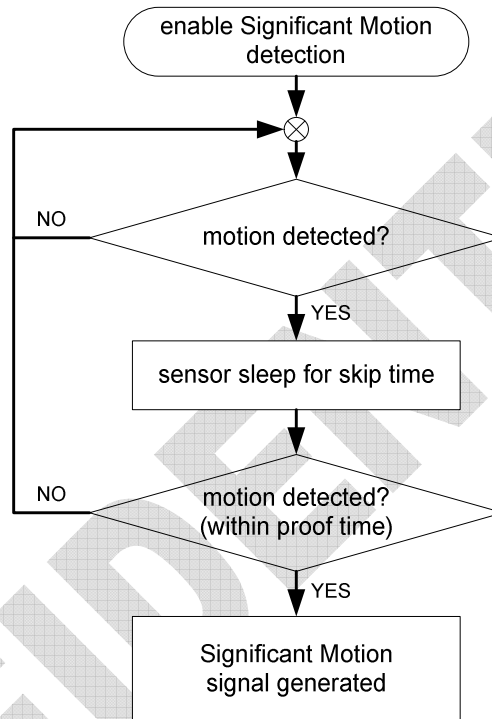 enable Significant Motion
detection
motion detected?
NO
YES
sensor sleep for skip time
motion detected?
(within proof time)
NO
YES
Significant Motion
signal generated